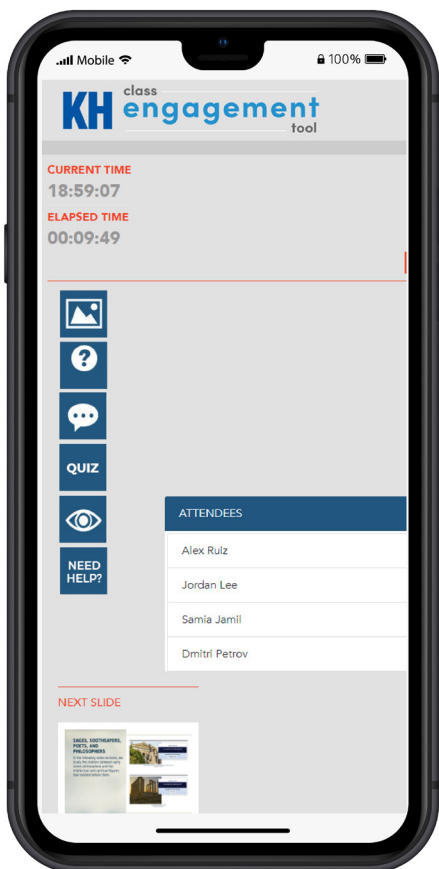 Mobile
100%
KH class
engagement
tool
CURRENT TIME
18:59:07
ELAPSED TIME
00:09:49
?
QUIZ
NEED
HELP?
ATTENDEES
Alex Ruiz
Jordan Lee
Samia Jamil
Dmitri Petrov
NEXT SLIDE
SAGES, SOOTHSAYERS,
POETS, AND
PHILOSOPHERS